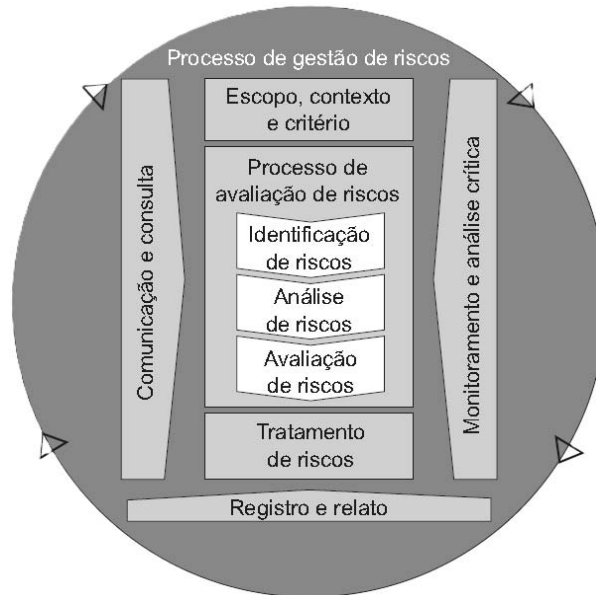 Processo de gestão de riscos
Escopo, contexto
e critério
Comunicação e consulta
Processo de
avaliação de riscos
Identificação
de riscos
Análise
de riscos
Avaliação
de riscos
Monitoramento e análise crítica
Tratamento
de riscos
Registro e relato